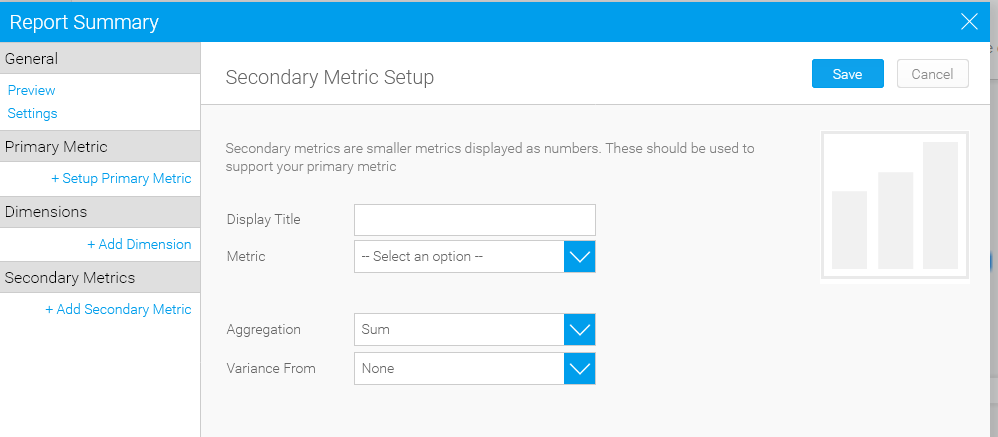 Report Summary
General
Preview
Settings
Primary Metric
+ Setup Primary Metric
Dimensions
+ Add Dimension
Secondary Metrics
+ Add Secondary Metric
Secondary Metric Setup
Save
Cancel
Secondary metrics are smaller metrics displayed as numbers. These should be used to
support your primary metric
Display Title
Metric
-- Select an option --
Aggregation
Sum
Variance From
None